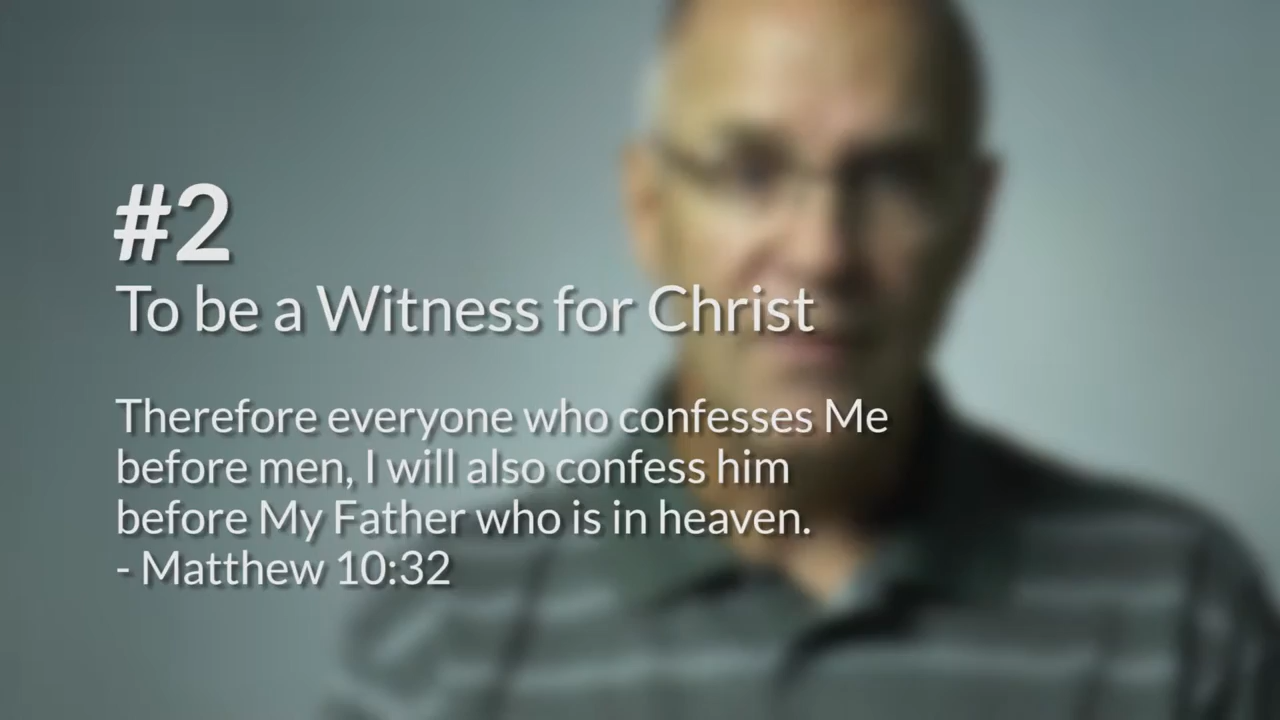 #2
To be a Witness for Christ
Therefore everyone who confesses Me
before men, I will also confess him
before My Father who is in heaven.
- Matthew 10:32